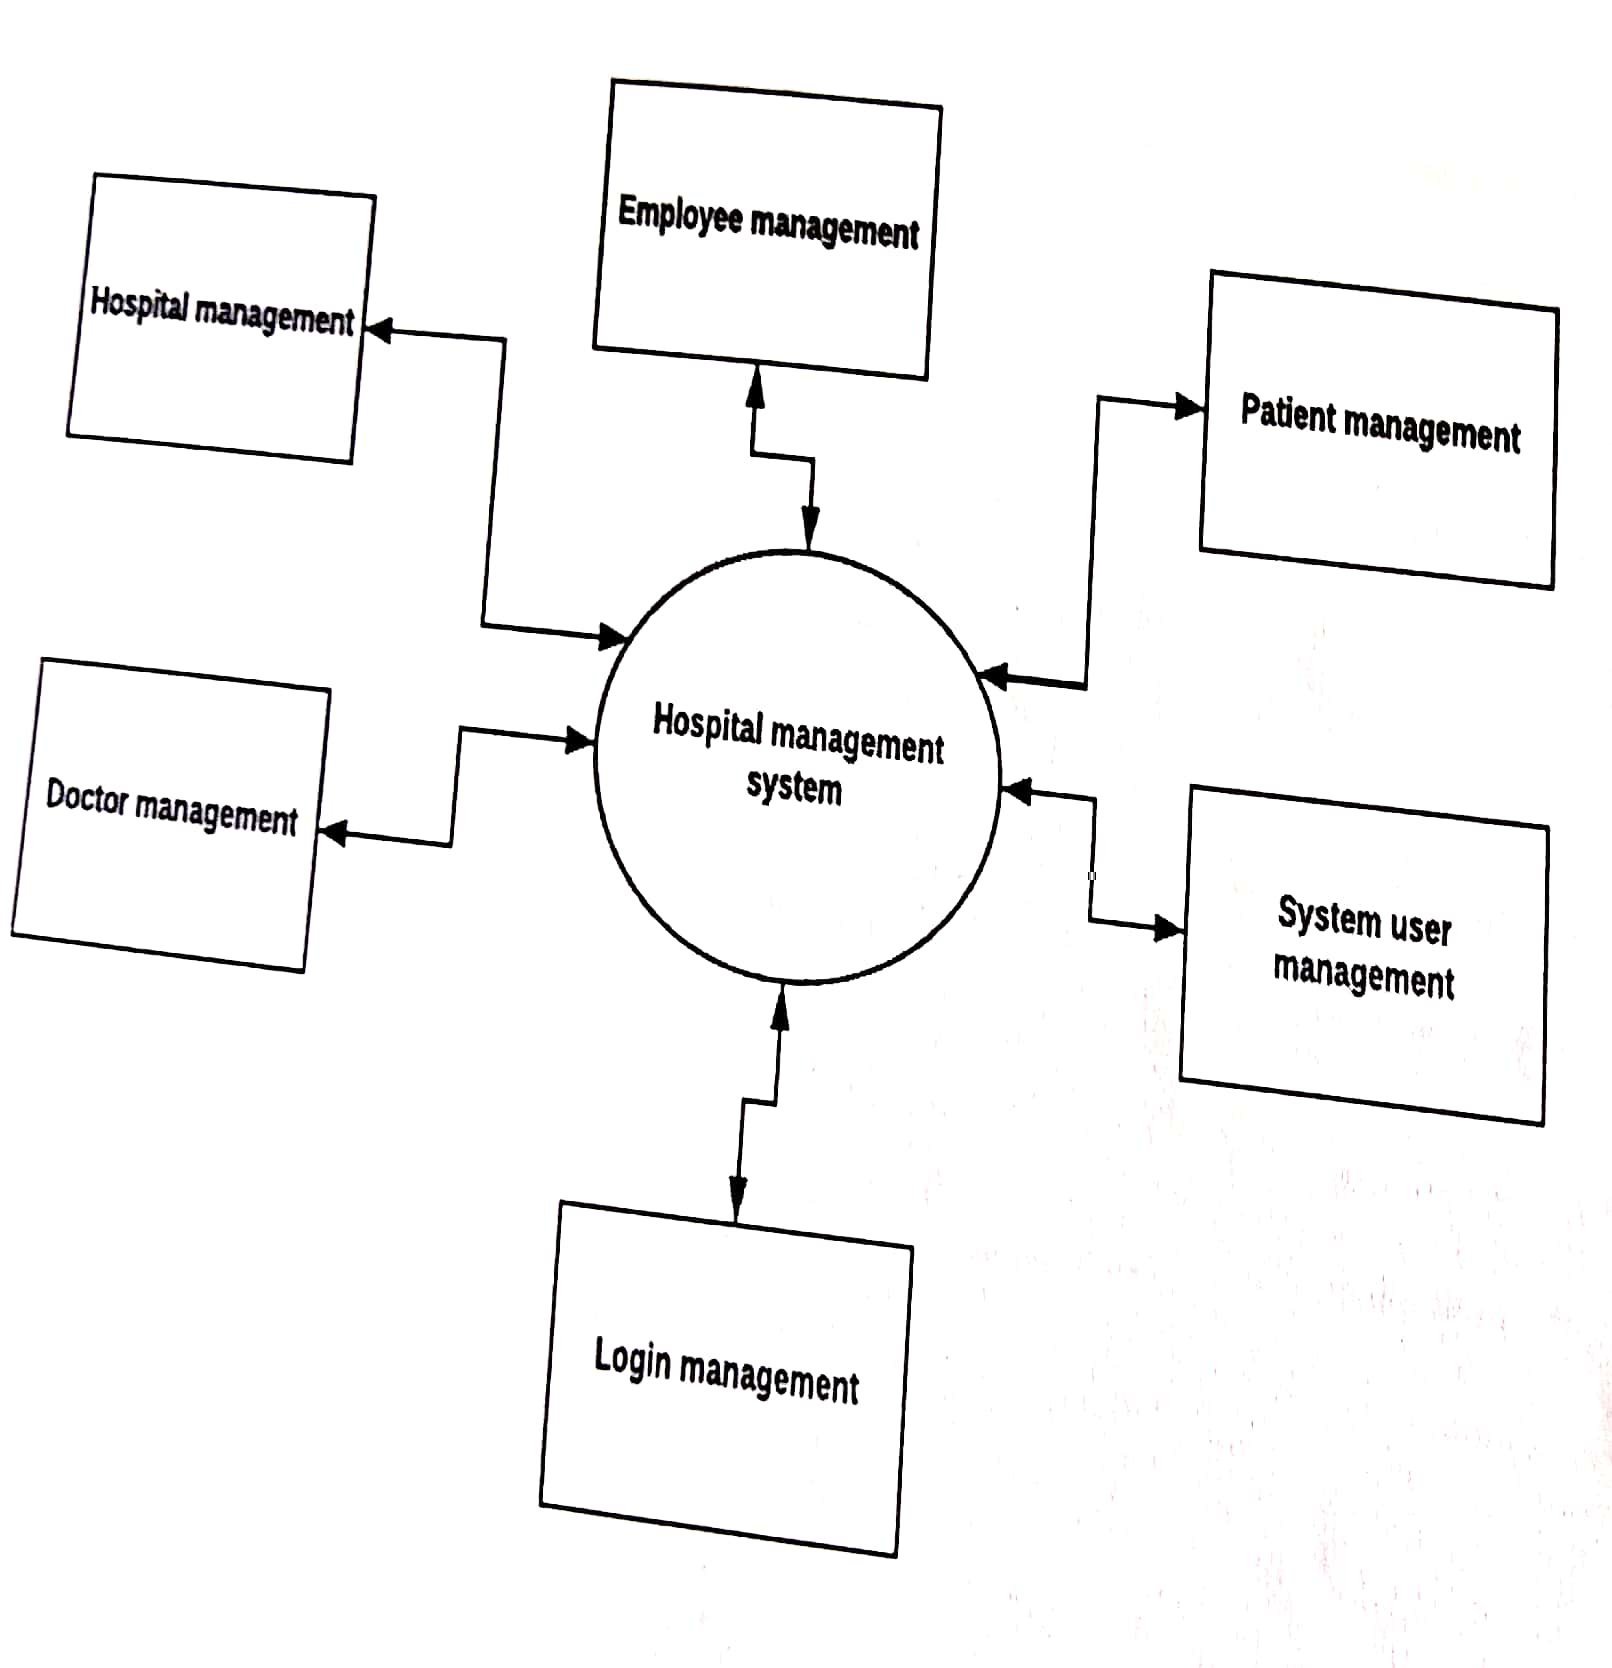 Employee management
Hospital management
Patient management
Hospital management
system
Doctor management
System user
management
Login management